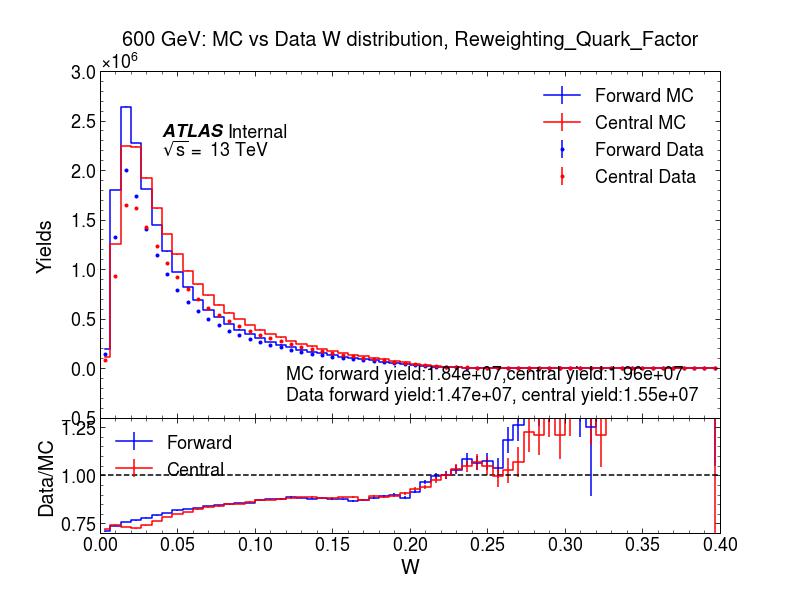 600 GeV: MC vs Data W distribution, Reweighting_Quark_Factor
×10⁶
3.0
2.5
2.0
1.5
1.0
0.5
0.0
0.5
Yields
ATLAS Internal
√s = 13 TeV
Forward MC
Central MC
Forward Data
Central Data
MC forward yield:1.84e+07,central yield:1.96e+07
Data forward yield:1.47e+07, central yield:1.55e+07
1.25
1.00
0.75
Data/MC
Forward
Central
0.00 0.05 0.10 0.15 0.20 0.25 0.30 0.35 0.40
W